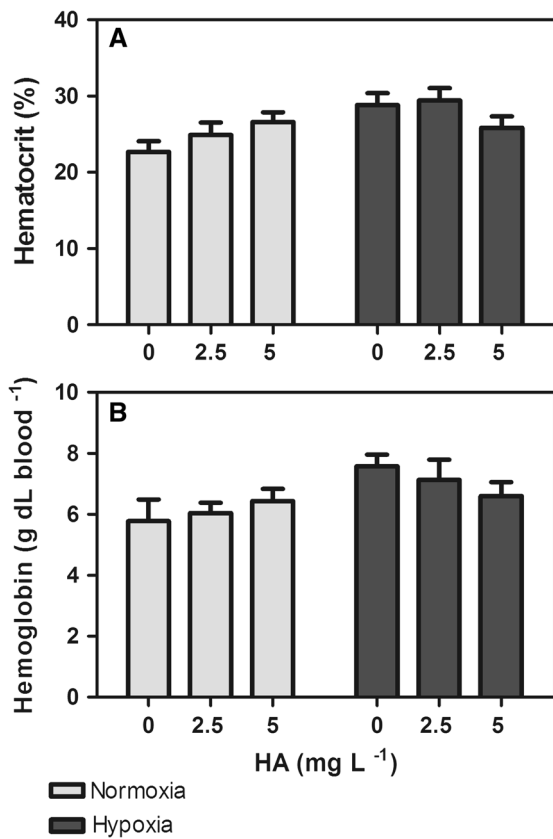 A
Hematocrit (%)
40
30
20
10
0
0 2.5 5 0 2.5 5
B
Hemoglobin (g dL blood -1)
10
8
6
4
2
0
0 2.5 5 0 2.5 5
HA (mg L -1)
Normoxia
Hypoxia